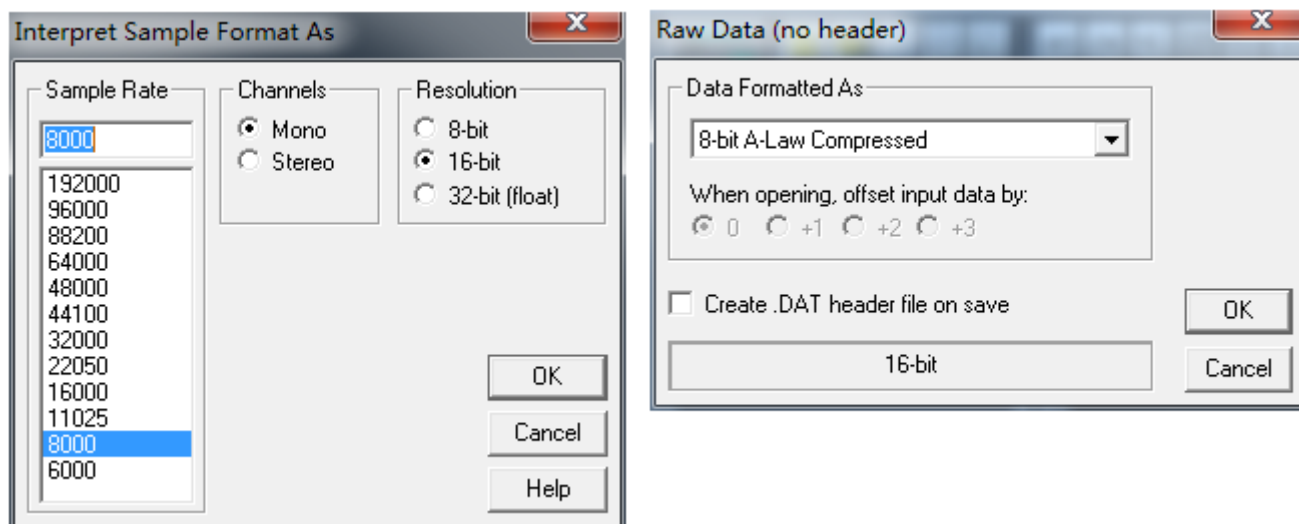 Interpret Sample Format As
Sample Rate
8000
192000
96000
88200
64000
48000
44100
32000
22050
16000
11025
8000
6000
Channels
Mono
Stereo
Resolution
8-bit
16-bit
32-bit (float)
OK
Cancel
Help
Raw Data (no header)
Data Formatted As
8-bit A-Law Compressed
When opening, offset input data by:
0 +1 +2 +3
Create .DAT header file on save
16-bit
OK
Cancel